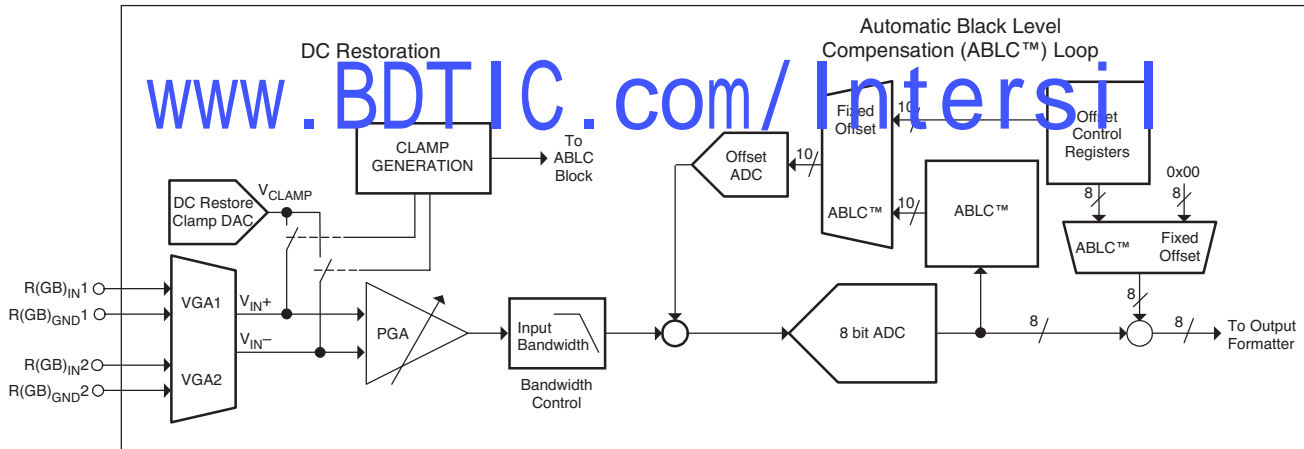 Automatic Black Level
Compensation (ABLC™) Loop
DC Restoration
www.BDTIC.com/Intersil
CLAMP
GENERATION
To
ABLC
Block
Offset
ADC
10
Fixed
Offset
ABLC™
10
10
ABLC™
Offset
Control
Registers
8
0x00
8
ABLC™
Fixed
Offset
8
DC Restore
Clamp DAC
VCLAMP
R(GB)IN1
R(GB)GND1
R(GB)IN2
R(GB)GND2
VGA1
VGA2
VIN+
VIN−
PGA
Input
Bandwidth
Bandwidth
Control
8 bit ADC
8
8
To Output
Formatter